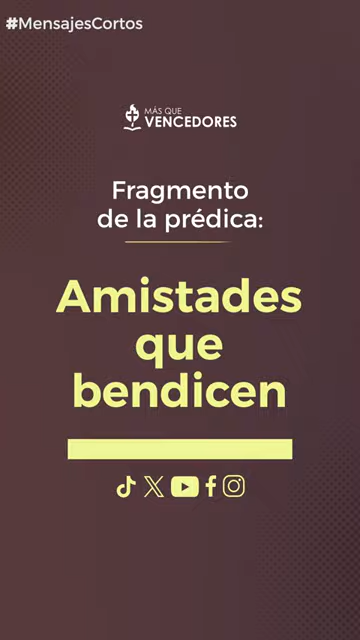 #MensajesCortos
MÁS QUE
VENCEDORES
Fragmento
de la prédica:
Amistades
que
bendicen